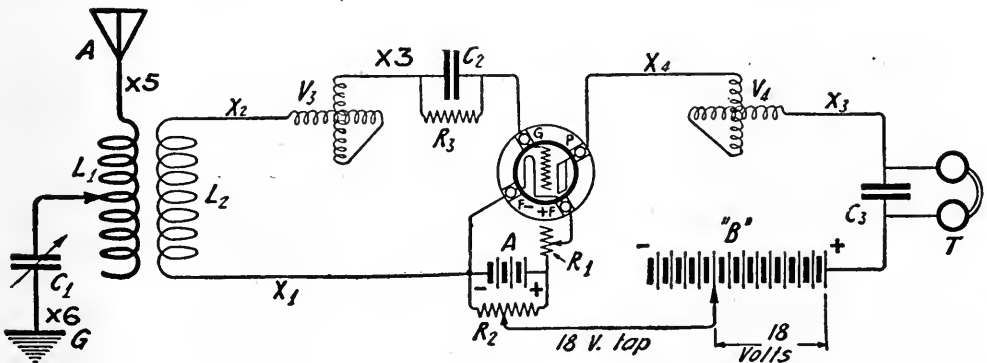 A
X5
L1
C1
X6
G
X2
L2
X1
V3
X3
C2
R3
G
P
F-
+F
A
-
+
R1
R2
18 V. tap
X4
V4
X3
C3
T
-
"B"
+
18
Volts